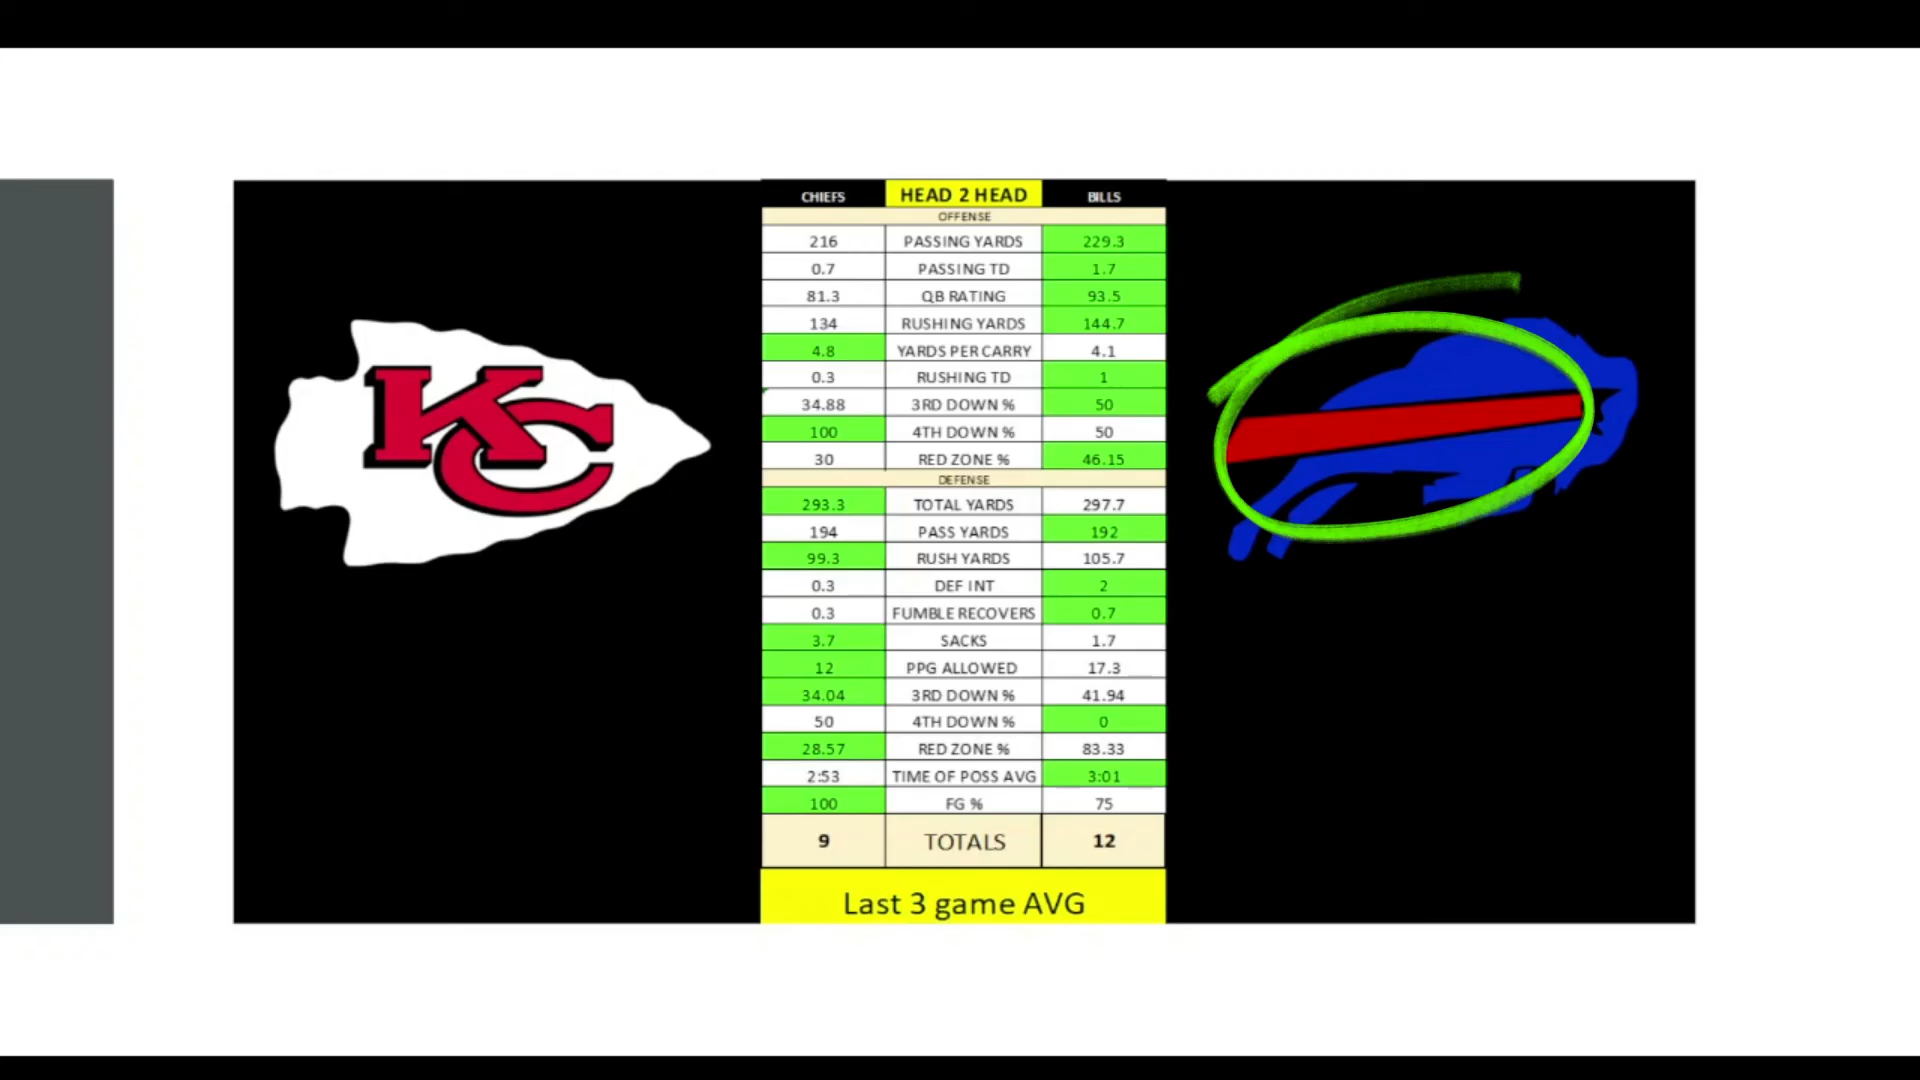 CHIEFS HEAD 2 HEAD BILLS
OFFENSE
216 PASSING YARDS 229.3
0.7 PASSING TD 1.7
81.3 QB RATING 93.5
134 RUSHING YARDS 144.7
4.8 YARDS PER CARRY 4.1
0.3 RUSHING TD 1
34.88 3RD DOWN % 50
100 4TH DOWN % 50
30 RED ZONE % 46.15
DEFENSE
293.3 TOTAL YARDS 297.7
194 PASS YARDS 192
99.3 RUSH YARDS 105.7
0.3 DEF INT 2
0.3 FUMBLE RECOVERS 0.7
3.7 SACKS 1.7
12 PPG ALLOWED 17.3
34.04 3RD DOWN % 41.94
50 4TH DOWN % 0
28.57 RED ZONE % 83.33
2:53 TIME OF POSS AVG 3:01
100 FG % 75
9 TOTALS 12
Last 3 game AVG
KC